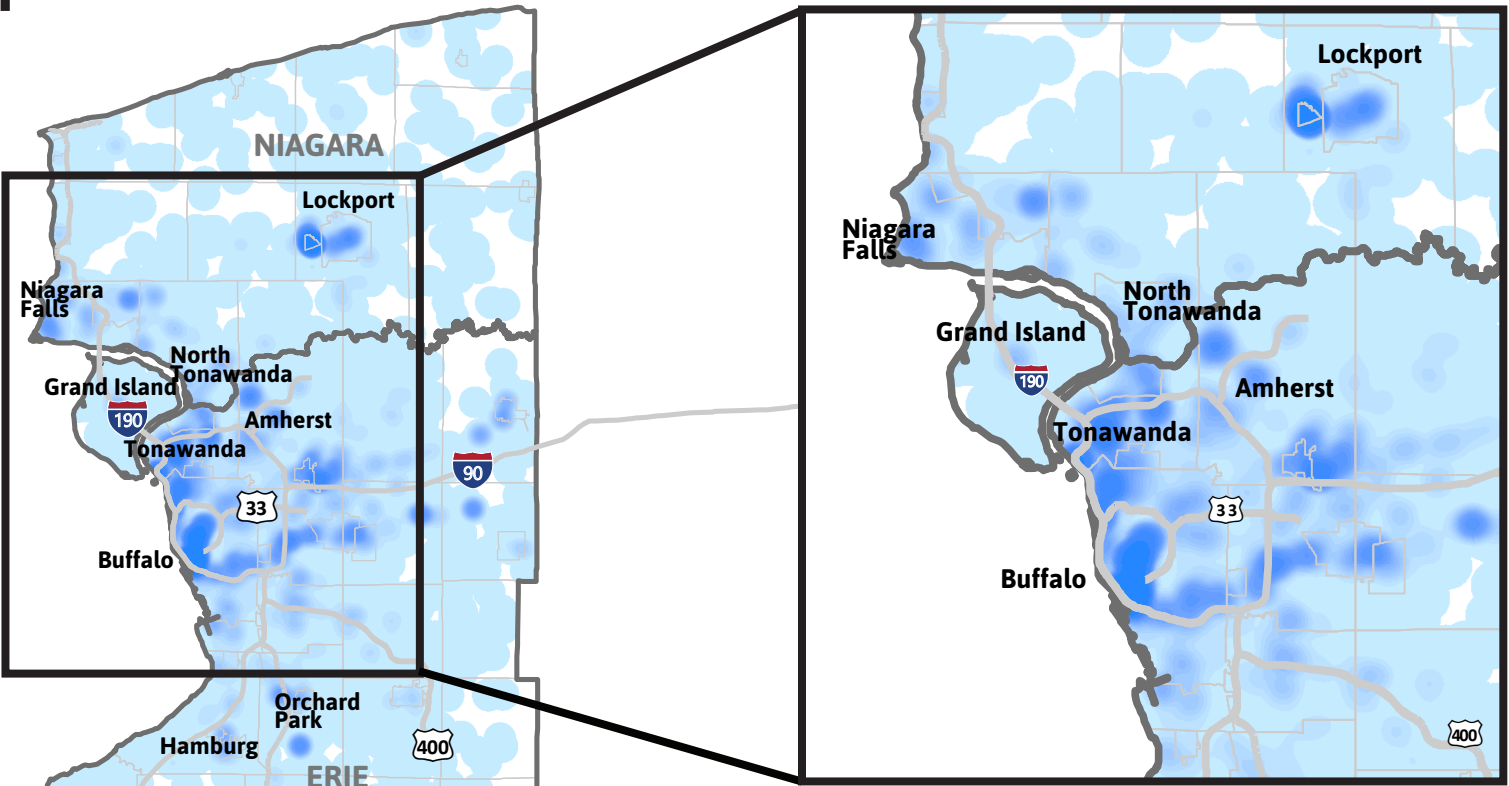 NIAGARA
Lockport
Niagara
Falls
North
Tonawanda
Grand Island
190
Amherst
Tonawanda
90
33
Buffalo
Orchard
Park
Hamburg
400
ERIE
Lockport
Niagara
Falls
North
Tonawanda
Grand Island
190
Amherst
Tonawanda
33
Buffalo
400